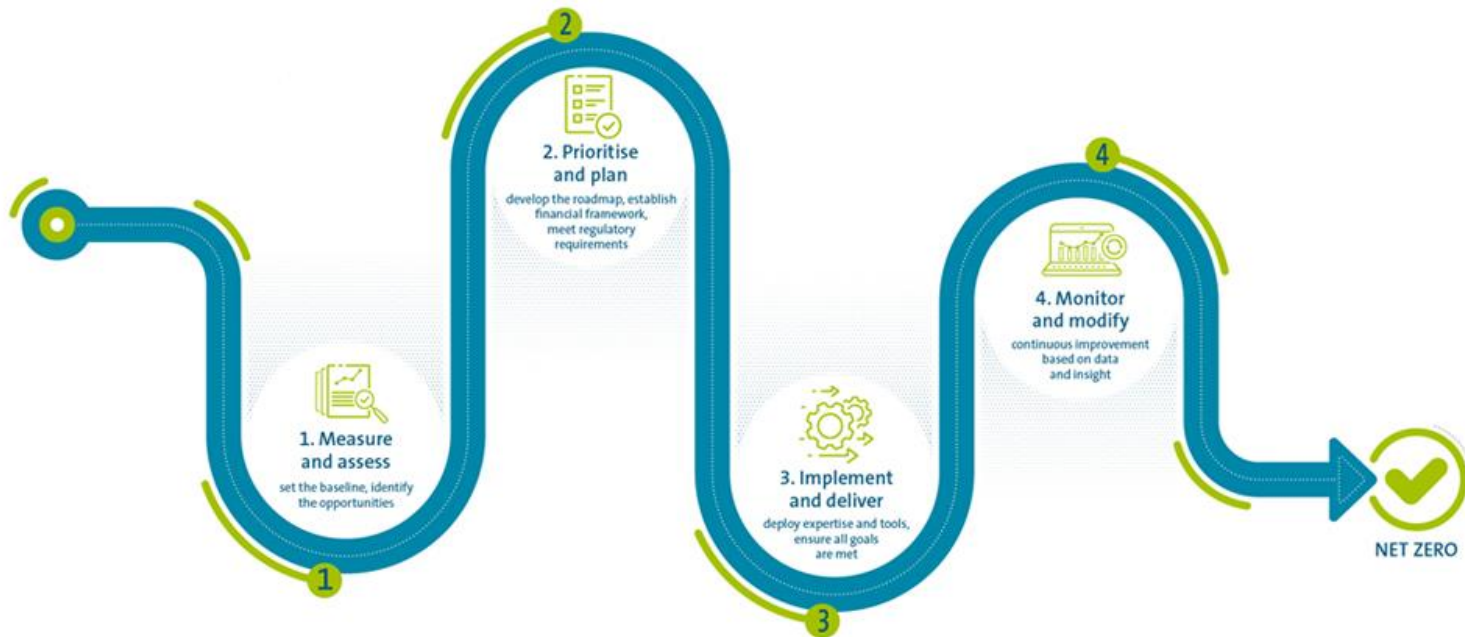 2
2. Prioritise
and plan
develop the roadmap, establish
financial framework,
meet regulatory
requirements
4
4. Monitor
and modify
continuous improvement
based on data
and insight
1. Measure
and assess
set the baseline, identify
the opportunities
1
3. Implement
and deliver
deploy expertise and tools,
ensure all goals
are met
3
NET ZERO